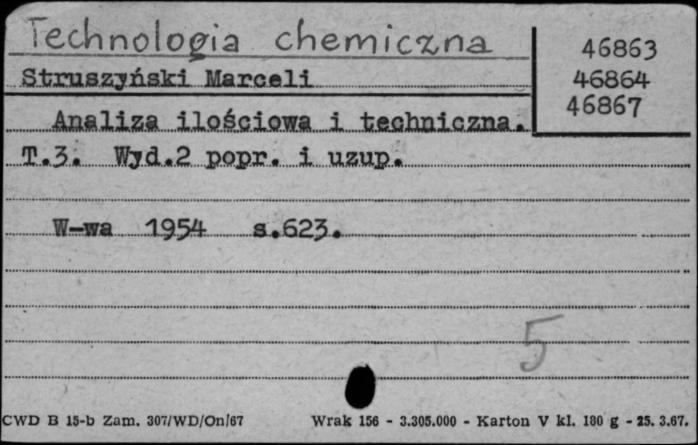 Technologia chemiczna
46863
Struszyński Marceli
46864
46867
Analiza ilościowa i techniczna.
T.3. Wyd.2 popr. i uzup.
W-wa 1954 s.623.
5
CWD B 15-b Zam. 307/WD/On/67 Wrak 156 - 3.305.000 - Karton V kl. 180 g - 25. 3.67.